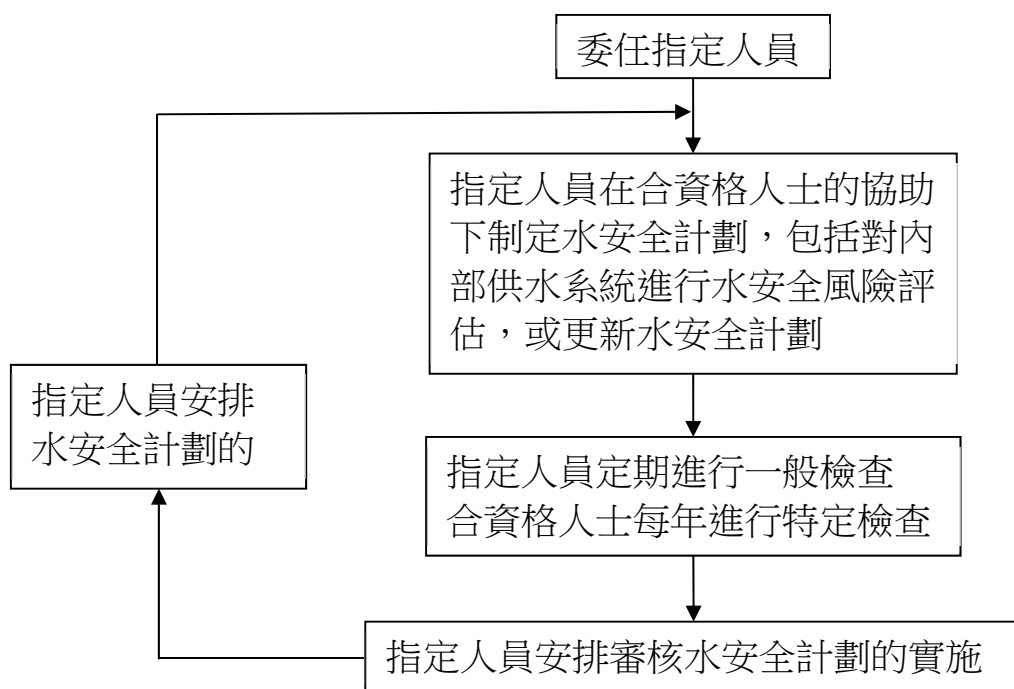 委任指定人員
指定人員在合資格人士的協助
下制定水安全計劃，包括對內
部供水系統進行水安全風險評
估，或更新水安全計劃
指定人員安排
水安全計劃的
指定人員定期進行一般檢查
合資格人士每年進行特定檢查
指定人員安排審核水安全計劃的實施